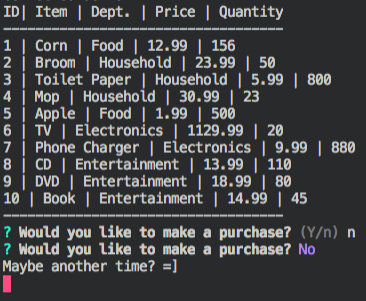 ID| Item | Dept. | Price | Quantity
----------------------------------
1 | Corn | Food | 12.99 | 156
2 | Broom | Household | 23.99 | 50
3 | Toilet Paper | Household | 5.99 | 800
4 | Mop | Household | 30.99 | 23
5 | Apple | Food | 1.99 | 500
6 | TV | Electronics | 1129.99 | 20
7 | Phone Charger | Electronics | 9.99 | 880
8 | CD | Entertainment | 13.99 | 110
9 | DVD | Entertainment | 18.99 | 80
10 | Book | Entertainment | 14.99 | 45
----------------------------------
? Would you like to make a purchase? (Y/n) n
? Would you like to make a purchase? No
Maybe another time? =]